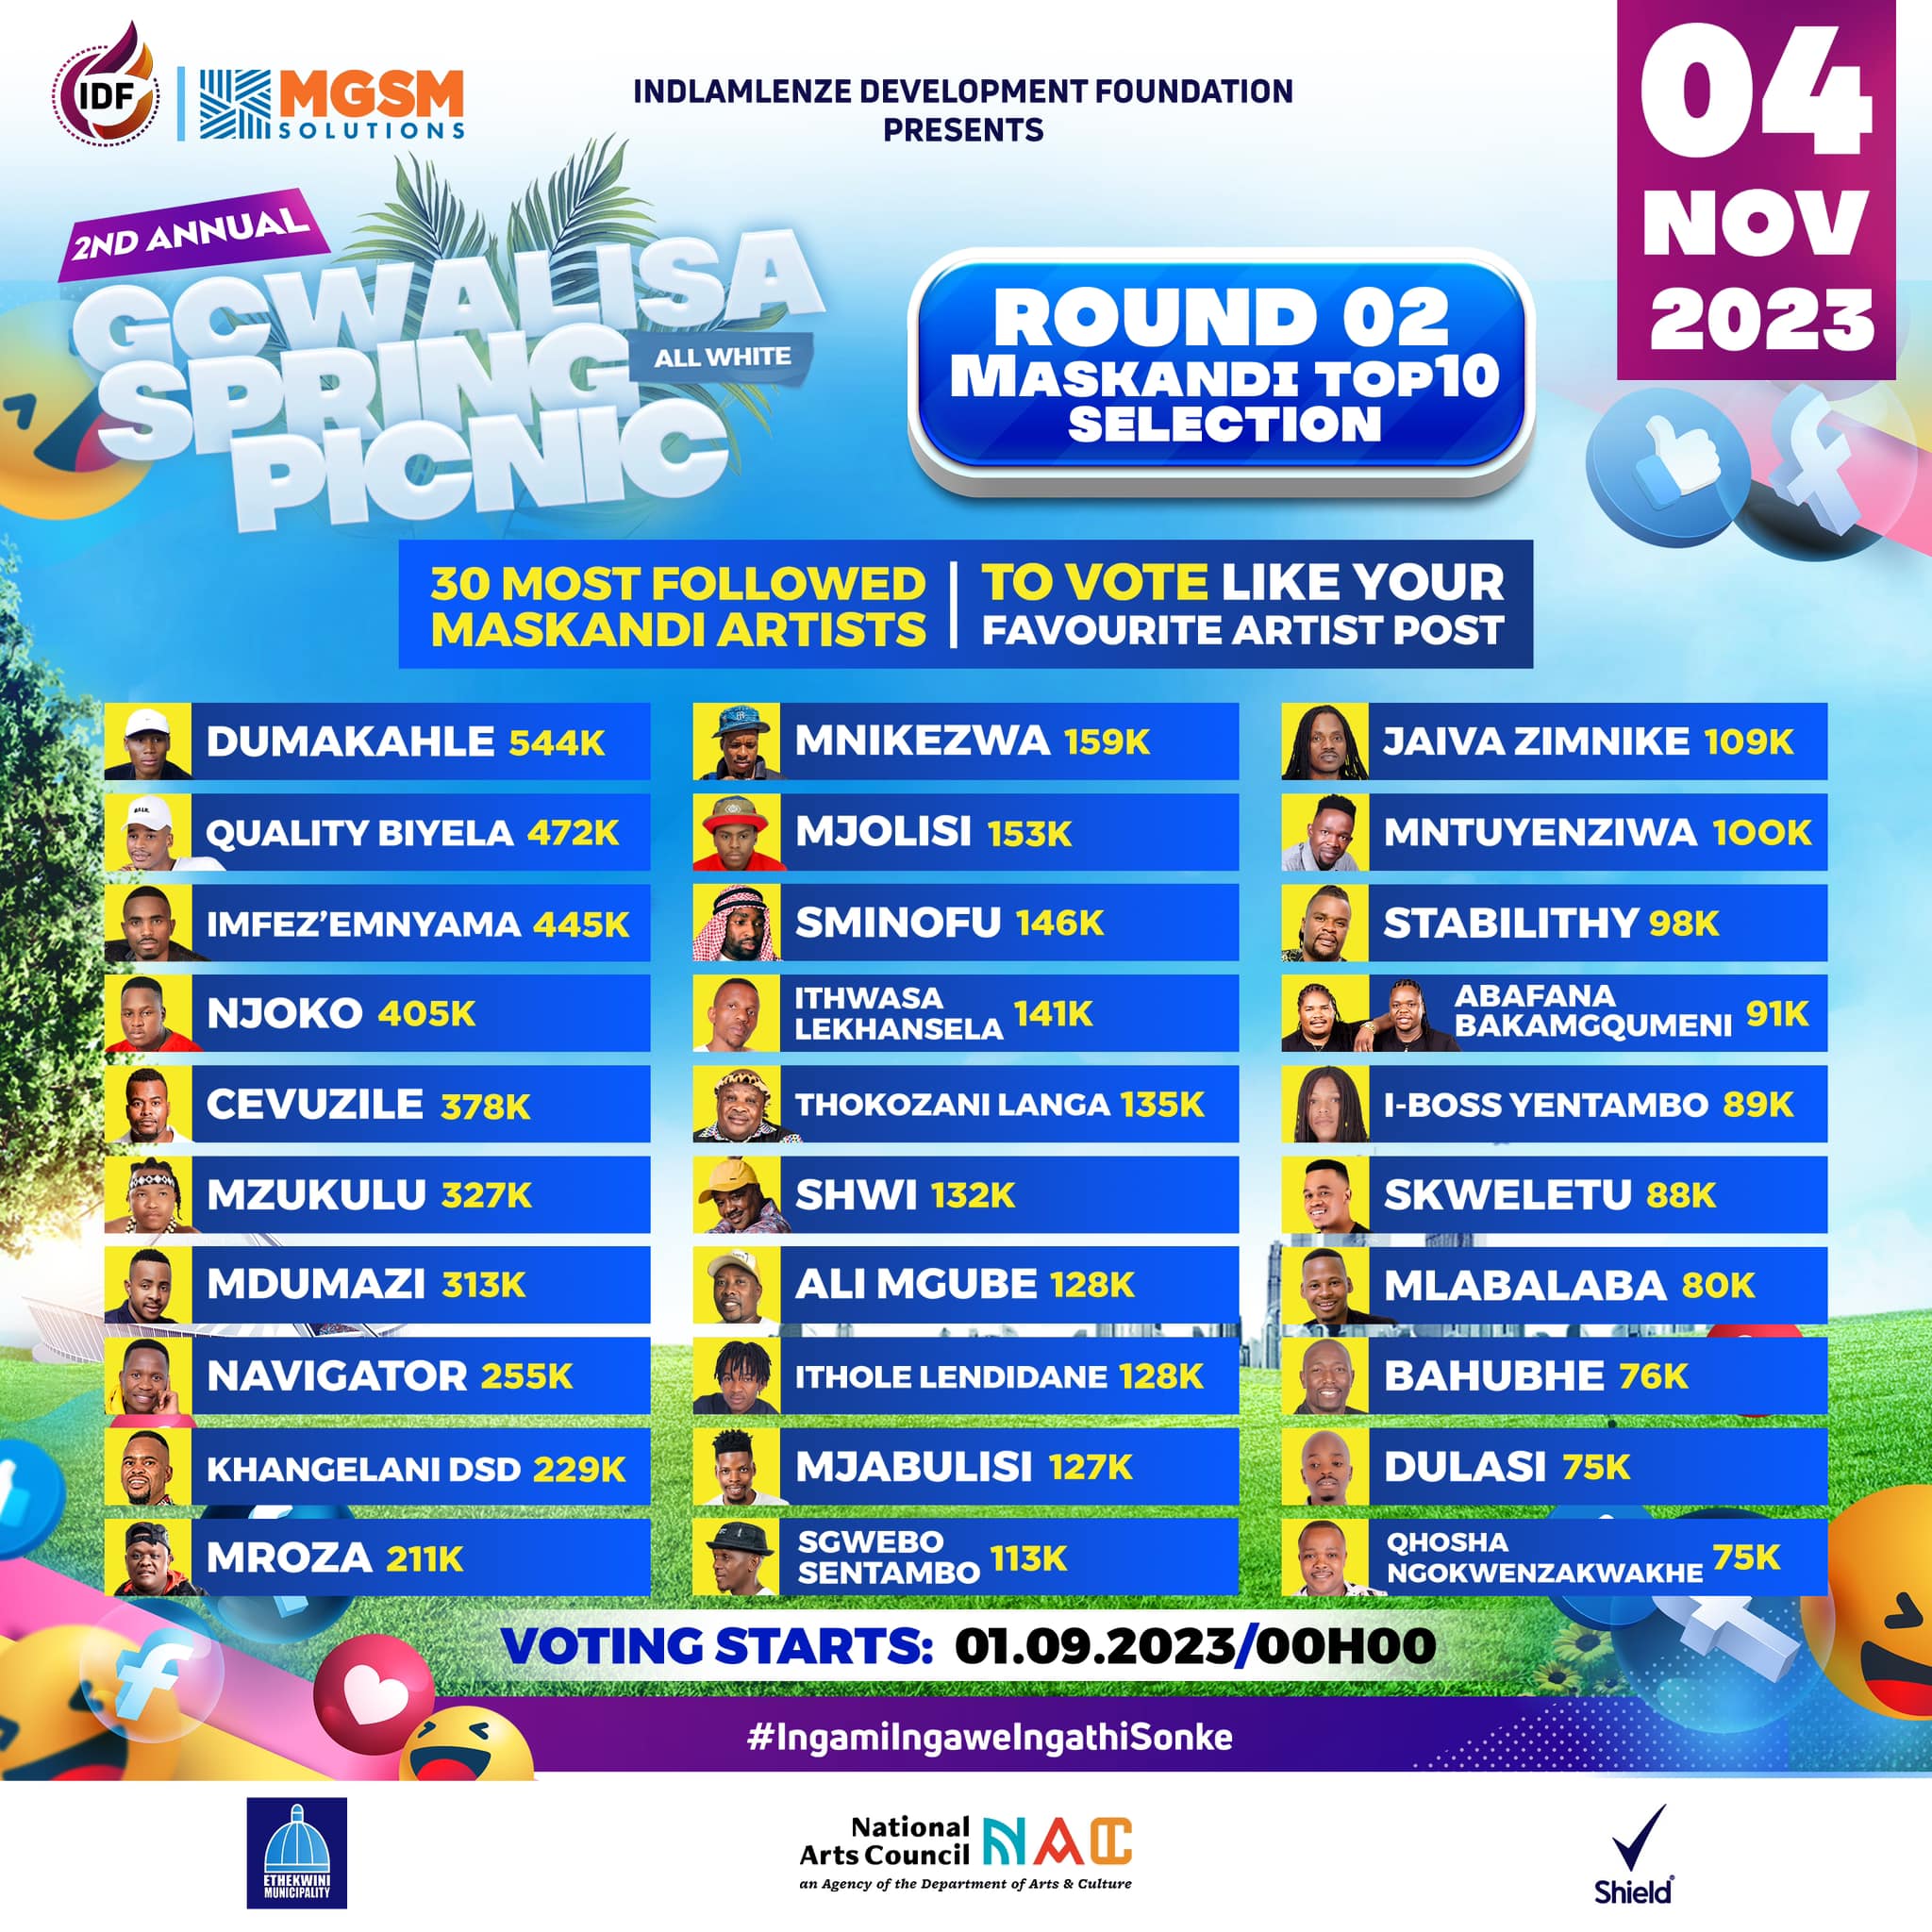 IDF
MGSM
SOLUTIONS
INDLAMLENZE DEVELOPMENT FOUNDATION
PRESENTS
04
NOV
2023
2ND ANNUAL
GCWALISA
SPRING
ALL WHITE
PICNIC
ROUND 02
MASKANDI TOP10
SELECTION
30 MOST FOLLOWED
MASKANDI ARTISTS
TO VOTE LIKE YOUR
FAVOURITE ARTIST POST
DUMAKAHLE 544K
QUALITY BIYELA 472K
IMFEZ'EMNYAMA 445K
NJOKO 405K
CEVUZILE 378K
MZUKULU 327K
MDUMAZI 313K
NAVIGATOR 255K
KHANGELANI DSD 229K
MROZA 211K
MNIKEZWA 159K
MJOLISI 153K
SMINOFU 146K
ITHWASA
LEKHANSELA 141K
THOKOZANI LANGA 135K
SHWI 132K
ALI MGUBE 128K
ITHOLE LENDIDANE 128K
MJABULISI 127K
SGWEBO
SENTAMBO 113K
JAIVA ZIMNIKE 109K
MNTUYENZIWA 100K
STABILITHY 98K
ABAFANA
BAKAMGQUMENI 91K
I-BOSS YENTAMBO 89K
SKWELETU 88K
MLABALABA 80K
BAHUBHE 76K
DULASI 75K
QHOSHA
NGOKWENZAKWAKHE 75K
VOTING STARTS: 01.09.2023/00H00
#IngamiIngaweIngathiSonke
ETHEKWINI
MUNICIPALITY
National
Arts Council NAC
an Agency of the Department of Arts & Culture
Shield